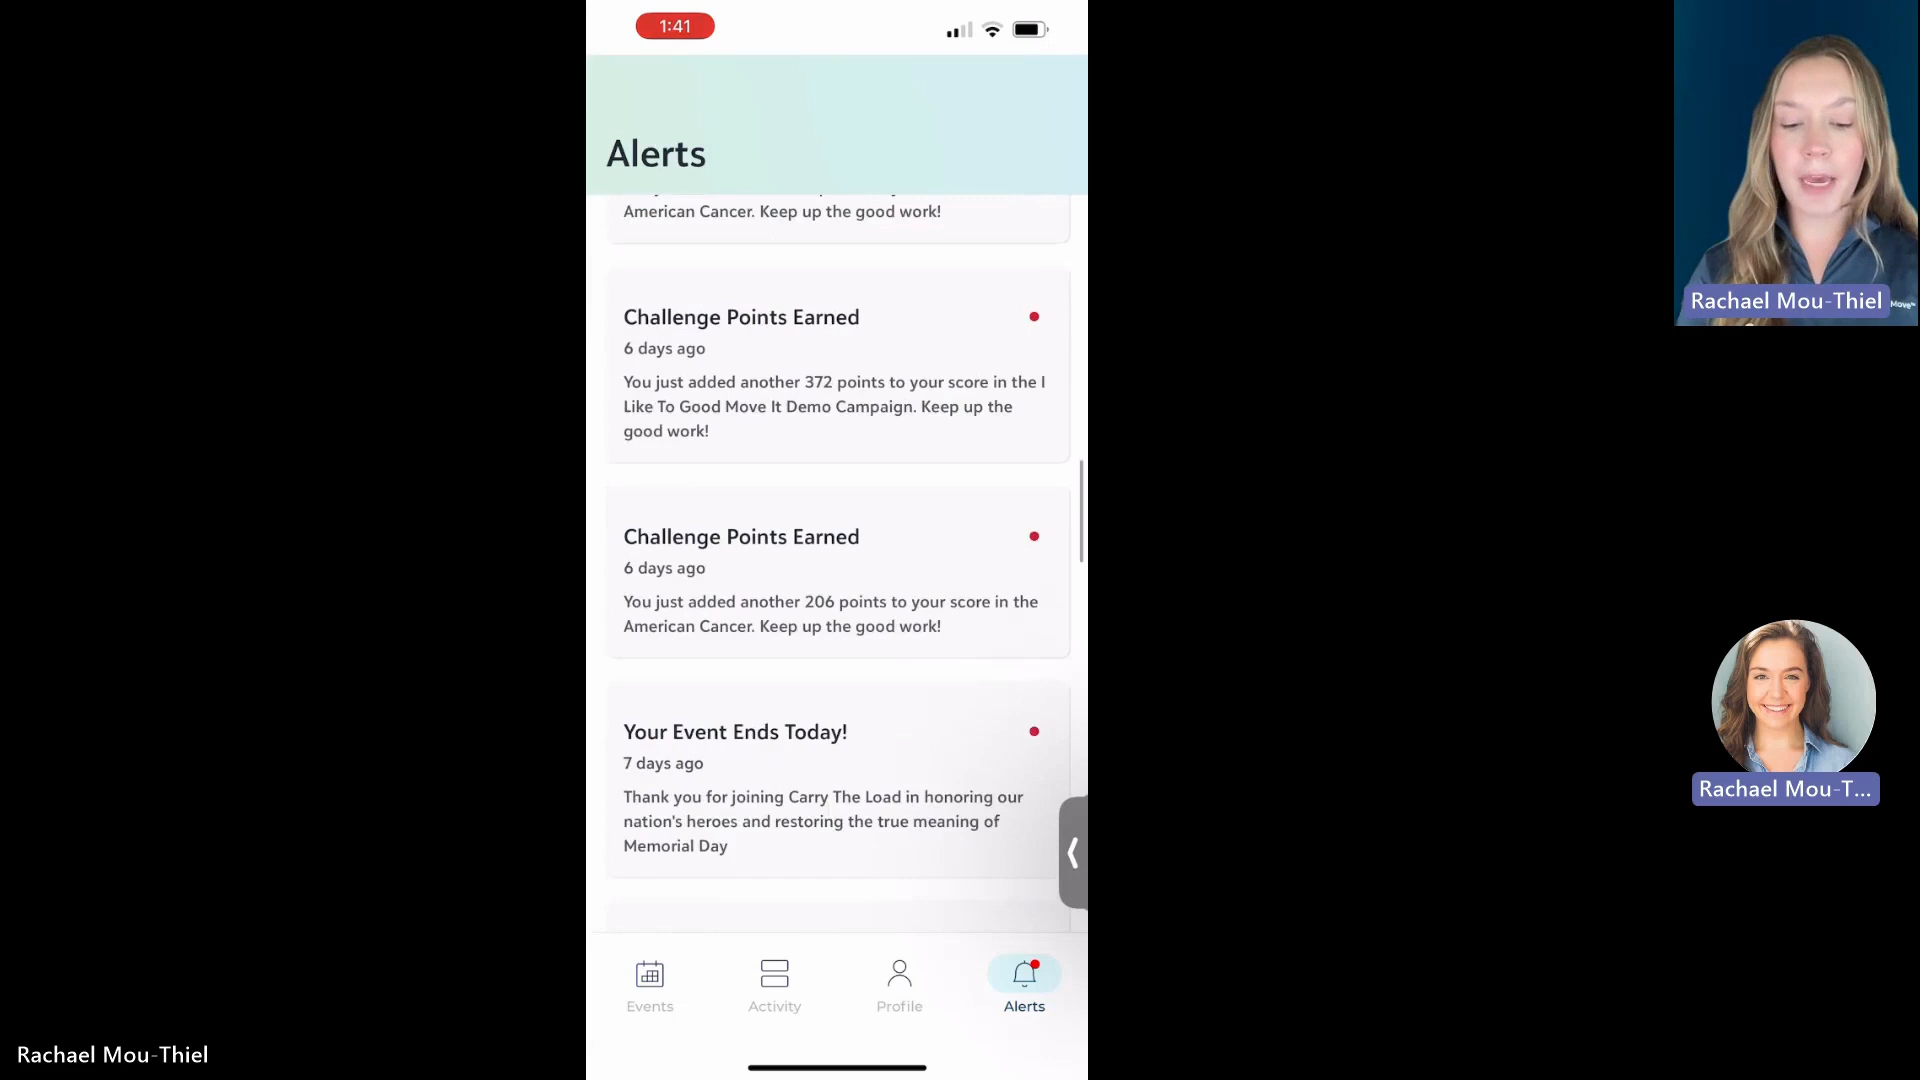 1:41
Alerts
American Cancer. Keep up the good work!
Challenge Points Earned
6 days ago
You just added another 372 points to your score in the I
Like To Good Move It Demo Campaign. Keep up the
good work!
Challenge Points Earned
6 days ago
You just added another 206 points to your score in the
American Cancer. Keep up the good work!
Your Event Ends Today!
7 days ago
Thank you for joining Carry The Load in honoring our
nation's heroes and restoring the true meaning of
Memorial Day
Events
Activity
Profile
Alerts
Rachael Mou-Thiel
Move™
Rachael Mou-T...
Rachael Mou-Thiel